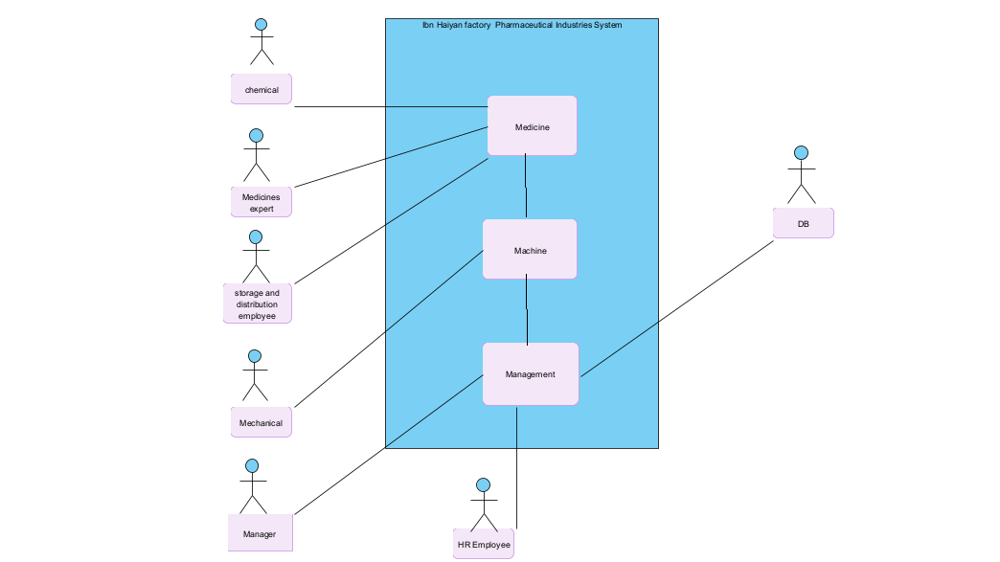 Ibn Haiyan factory Pharmaceutical Industries System
chemical
Medicine
Medicines
expert
DB
Machine
storage and
distribution
employee
Management
Mechanical
Manager
HR Employee